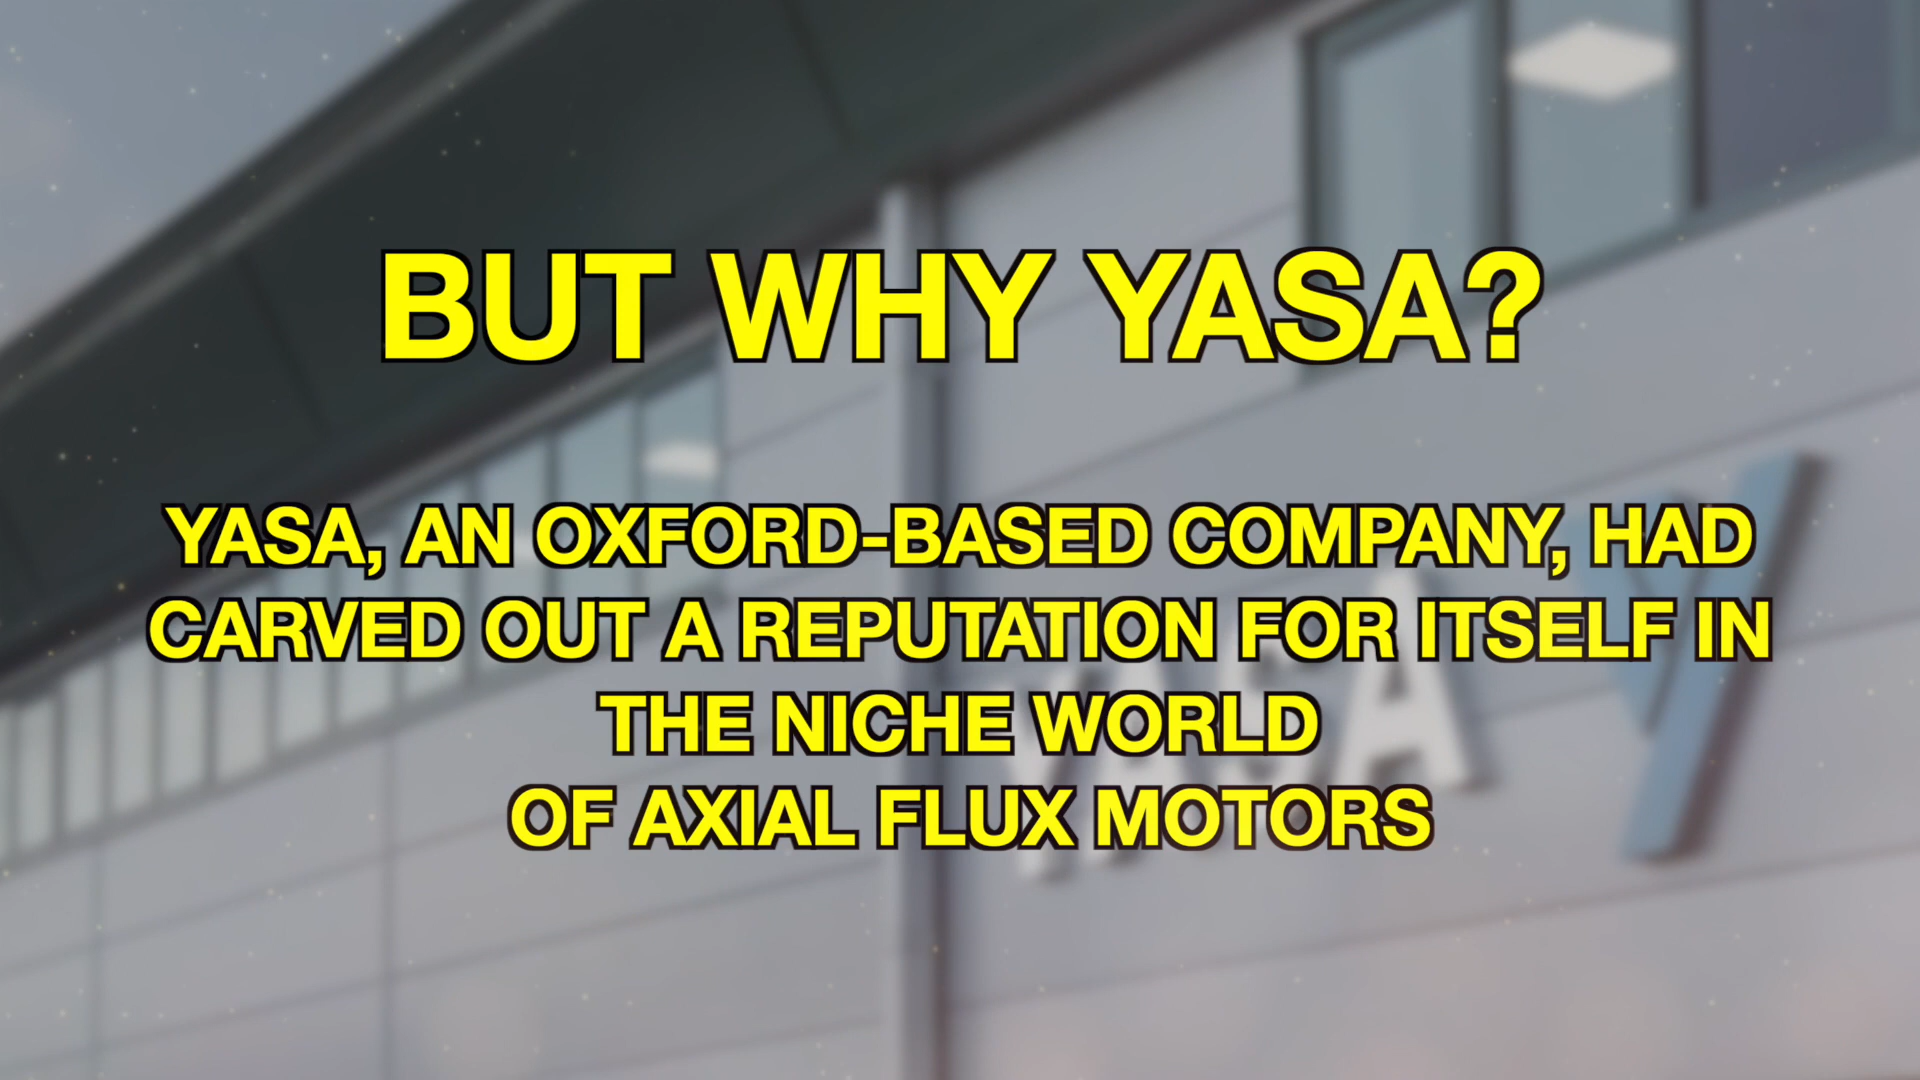 BUT WHY YASA?
YASA, AN OXFORD-BASED COMPANY, HAD
CARVED OUT A REPUTATION FOR ITSELF IN
THE NICHE WORLD
OF AXIAL FLUX MOTORS
YASA